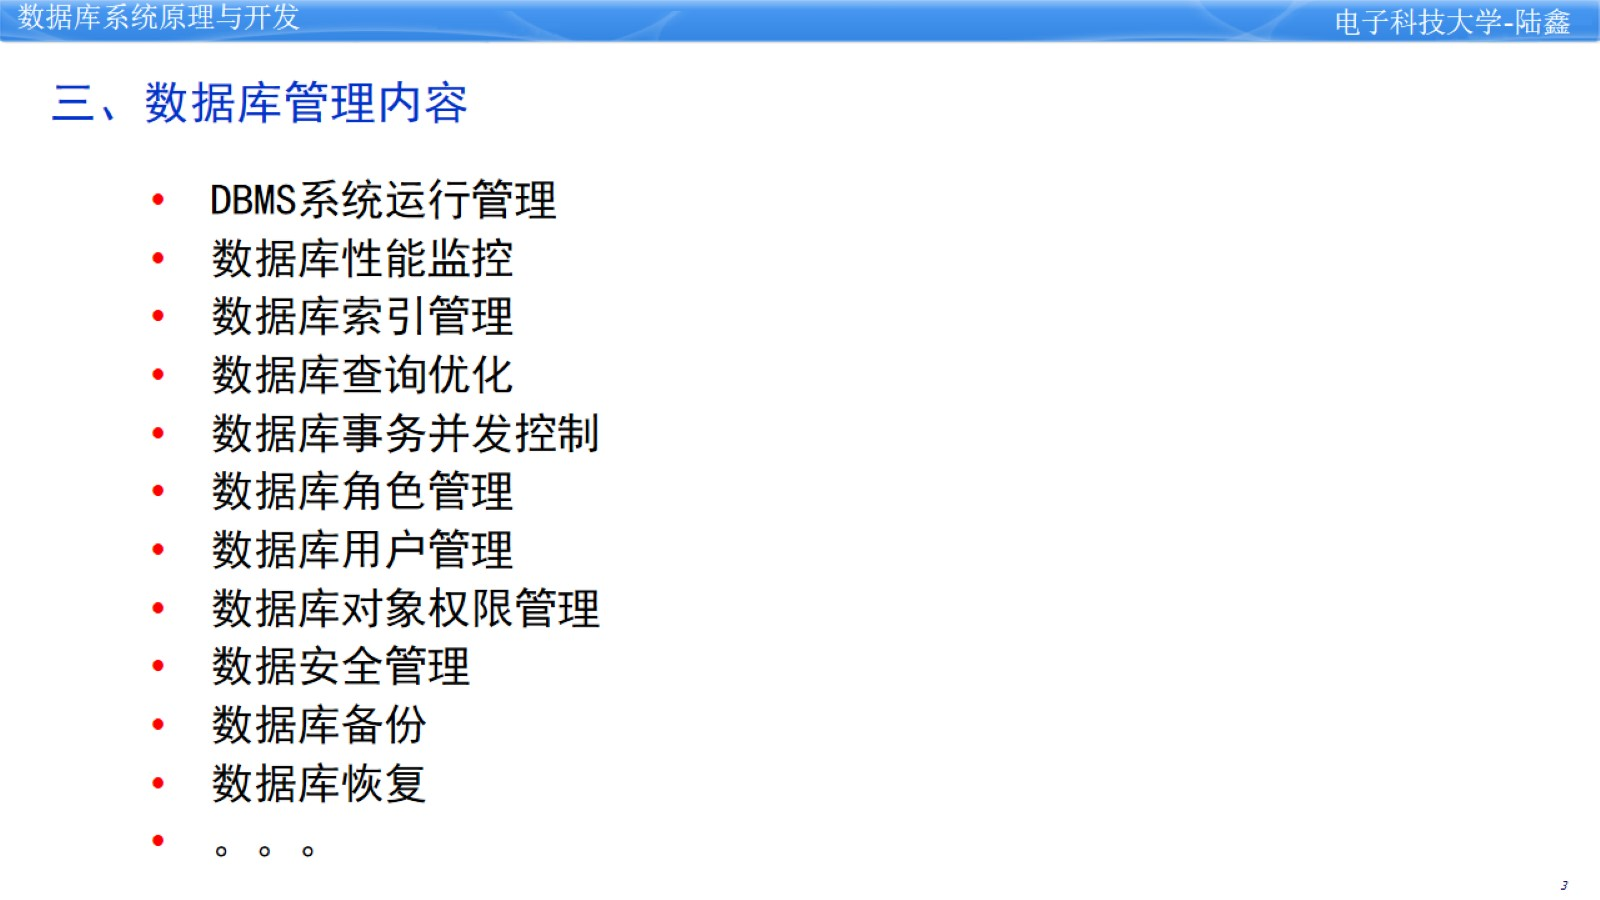 数据库系统原理与开发
电子科技大学-陆鑫
三、数据库管理内容
• DBMS系统运行管理
• 数据库性能监控
• 数据库索引管理
• 数据库查询优化
• 数据库事务并发控制
• 数据库角色管理
• 数据库用户管理
• 数据库对象权限管理
• 数据安全管理
• 数据库备份
• 数据库恢复
• 。。。
3